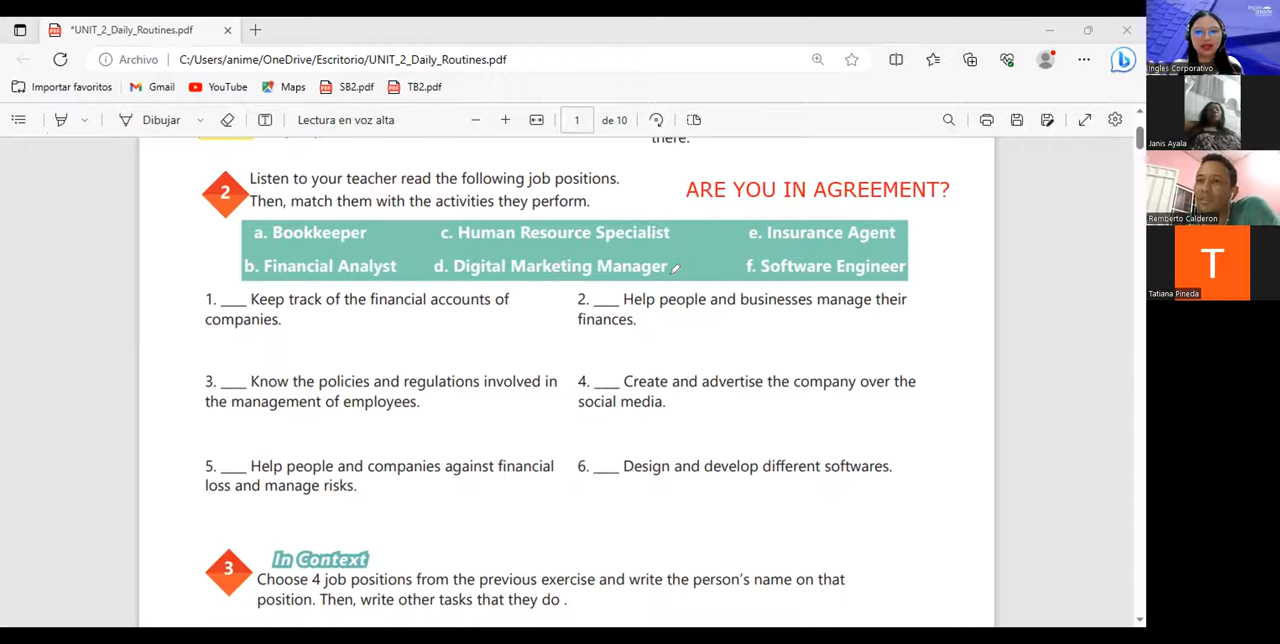 *UNIT_2_Daily_Routines.pdf
Archivo
C:/Users/anime/OneDrive/Escritorio/UNIT_2_Daily_Routines.pdf
Importar favoritos
Gmail
YouTube
Maps
SB2.pdf
TB2.pdf
Dibujar
Lectura en voz alta
1
de 10
there.
2
Listen to your teacher read the following job positions.
Then, match them with the activities they perform.
ARE YOU IN AGREEMENT?
a. Bookkeeper
c. Human Resource Specialist
e. Insurance Agent
b. Financial Analyst
d. Digital Marketing Manager
f. Software Engineer
1. ___ Keep track of the financial accounts of
companies.
2. ___ Help people and businesses manage their
finances.
3. ___ Know the policies and regulations involved in
the management of employees.
4. ___ Create and advertise the company over the
social media.
5. ___ Help people and companies against financial
loss and manage risks.
6. ___ Design and develop different softwares.
3
In Context
Choose 4 job positions from the previous exercise and write the person's name on that
position. Then, write other tasks that they do .
Ingles Corporativo
Janis Ayala
Remberto Calderon
T
Tatiana Pineda